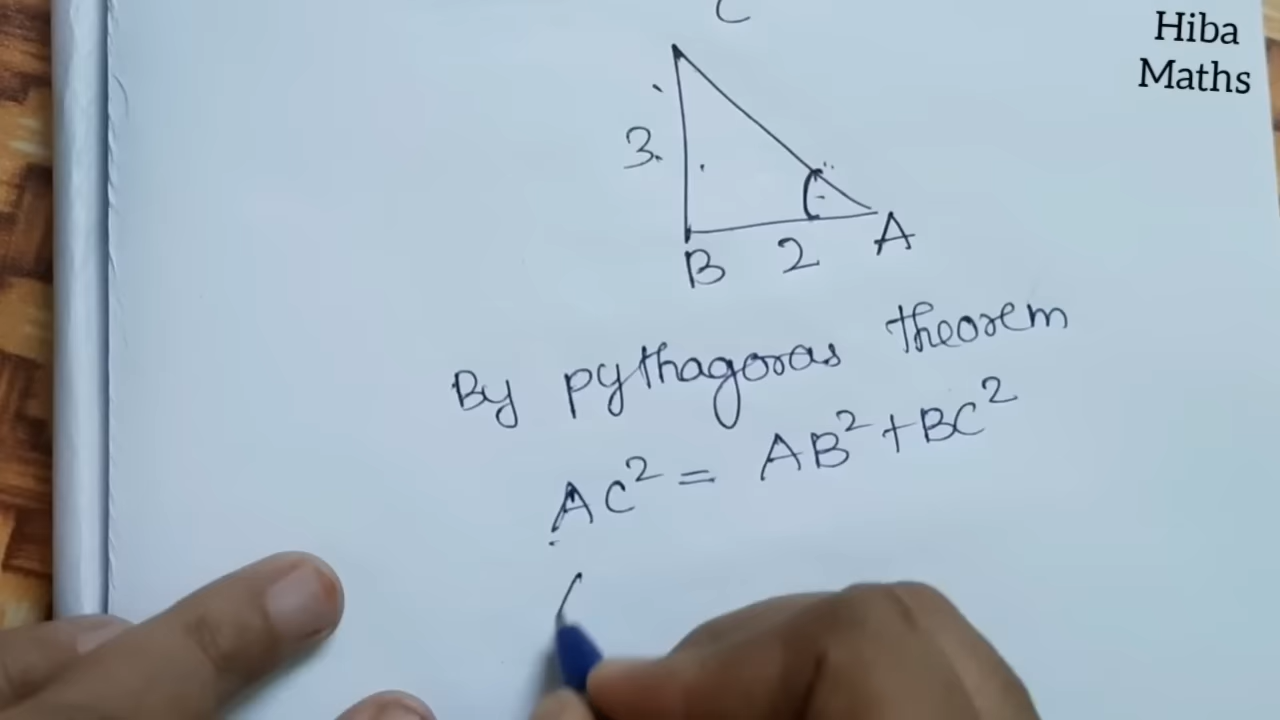 Hiba
Maths
C
3
B 2 A
By pythagoras theorem
AC² = AB² + BC²